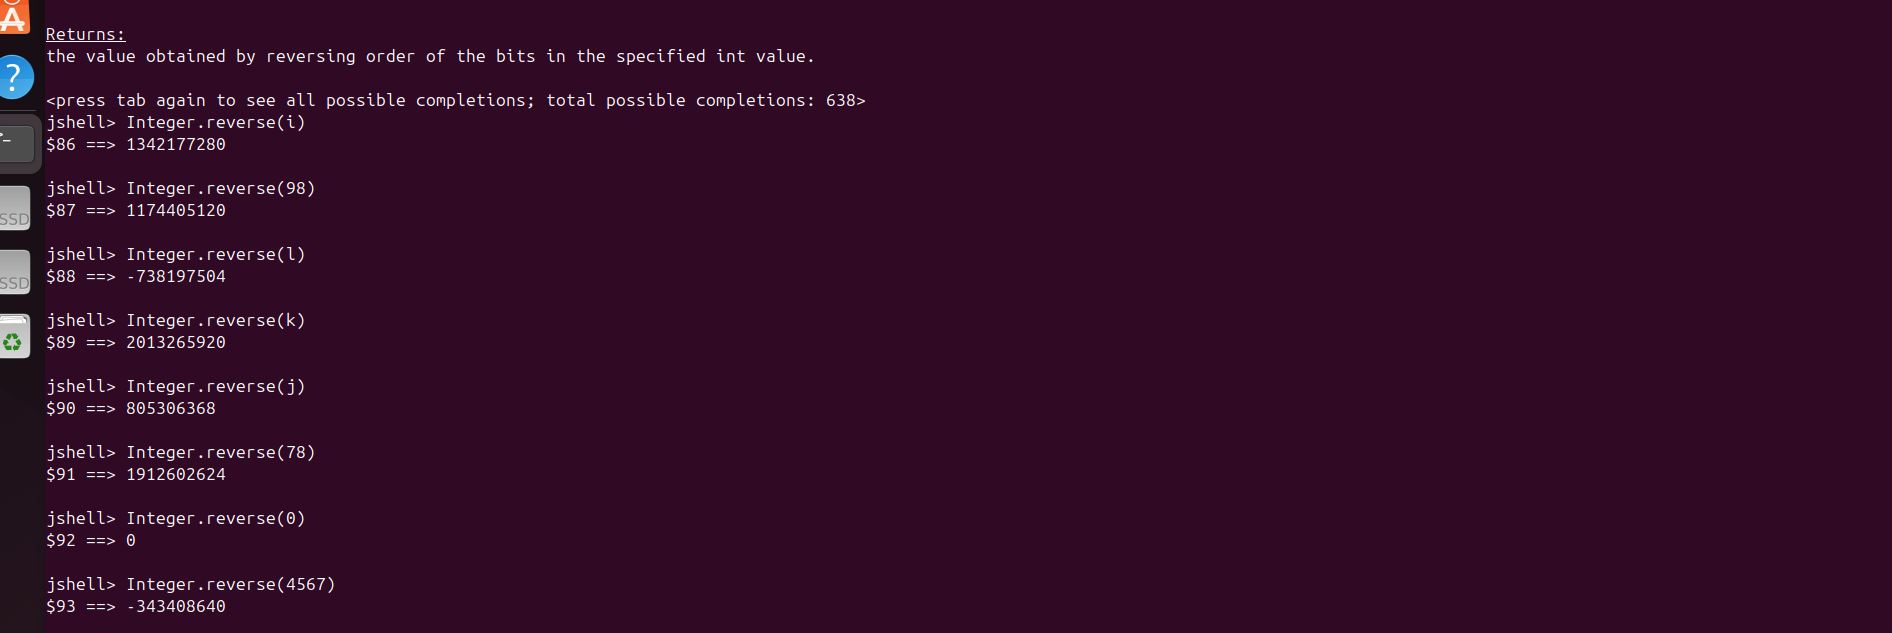 Returns:
the value obtained by reversing order of the bits in the specified int value.
<press tab again to see all possible completions; total possible completions: 638>
jshell> Integer.reverse(i)
$86 ==> 1342177280
jshell> Integer.reverse(98)
$87 ==> 1174405120
jshell> Integer.reverse(l)
$88 ==> -738197504
jshell> Integer.reverse(k)
$89 ==> 2013265920
jshell> Integer.reverse(j)
$90 ==> 805306368
jshell> Integer.reverse(78)
$91 ==> 1912602624
jshell> Integer.reverse(0)
$92 ==> 0
jshell> Integer.reverse(4567)
$93 ==> -343408640
A
?
>_
SSD
SSD